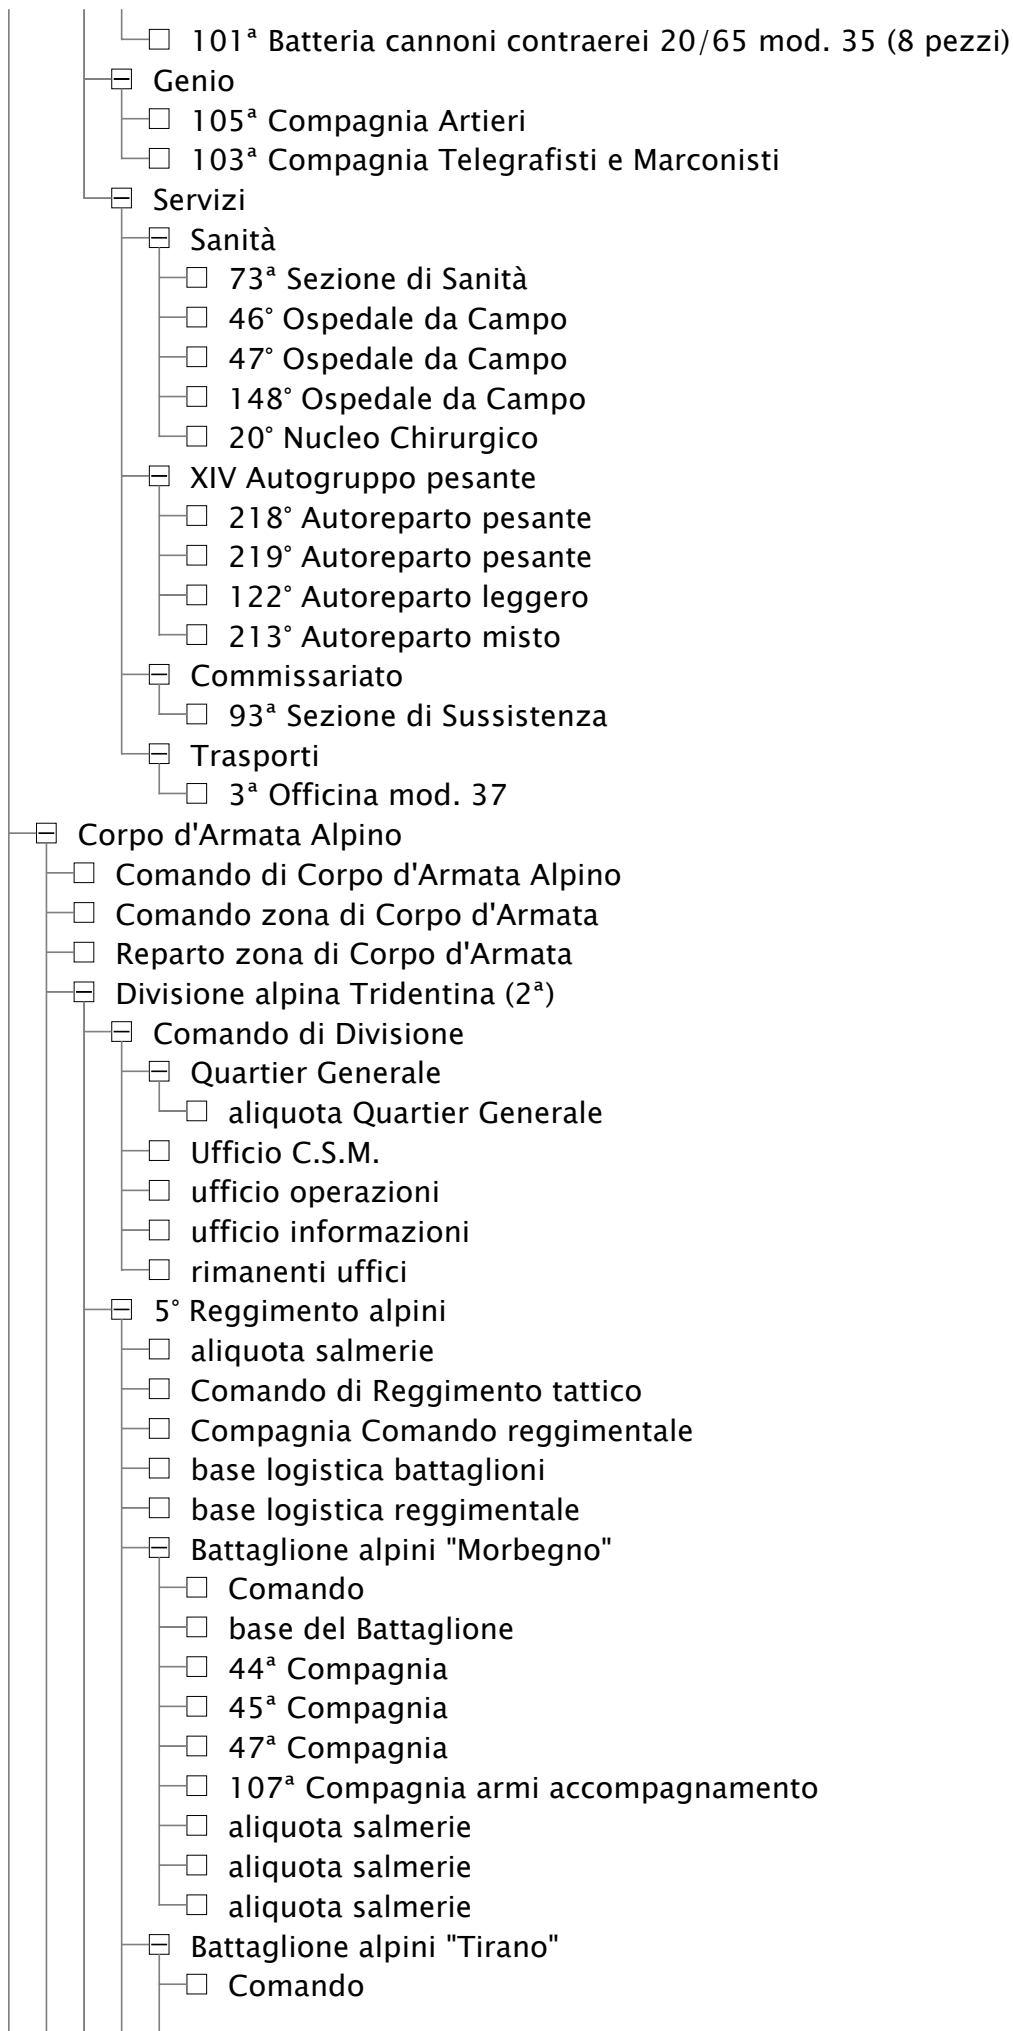 101ª Batteria cannoni contraerei 20/65 mod. 35 (8 pezzi)
Genio
105ª Compagnia Artieri
103ª Compagnia Telegrafisti e Marconisti
Servizi
Sanità
73ª Sezione di Sanità
46° Ospedale da Campo
47° Ospedale da Campo
148° Ospedale da Campo
20° Nucleo Chirurgico
XIV Autogruppo pesante
218° Autoreparto pesante
219° Autoreparto pesante
122° Autoreparto leggero
213° Autoreparto misto
Commissariato
93ª Sezione di Sussistenza
Trasporti
3ª Officina mod. 37
Corpo d'Armata Alpino
Comando di Corpo d'Armata Alpino
Comando zona di Corpo d'Armata
Reparto zona di Corpo d'Armata
Divisione alpina Tridentina (2ª)
Comando di Divisione
Quartier Generale
aliquota Quartier Generale
Ufficio C.S.M.
ufficio operazioni
ufficio informazioni
rimanenti uffici
5° Reggimento alpini
aliquota salmerie
Comando di Reggimento tattico
Compagnia Comando reggimentale
base logistica battaglioni
base logistica reggimentale
Battaglione alpini "Morbegno"
Comando
base del Battaglione
44ª Compagnia
45ª Compagnia
47ª Compagnia
107ª Compagnia armi accompagnamento
aliquota salmerie
aliquota salmerie
aliquota salmerie
Battaglione alpini "Tirano"
Comando